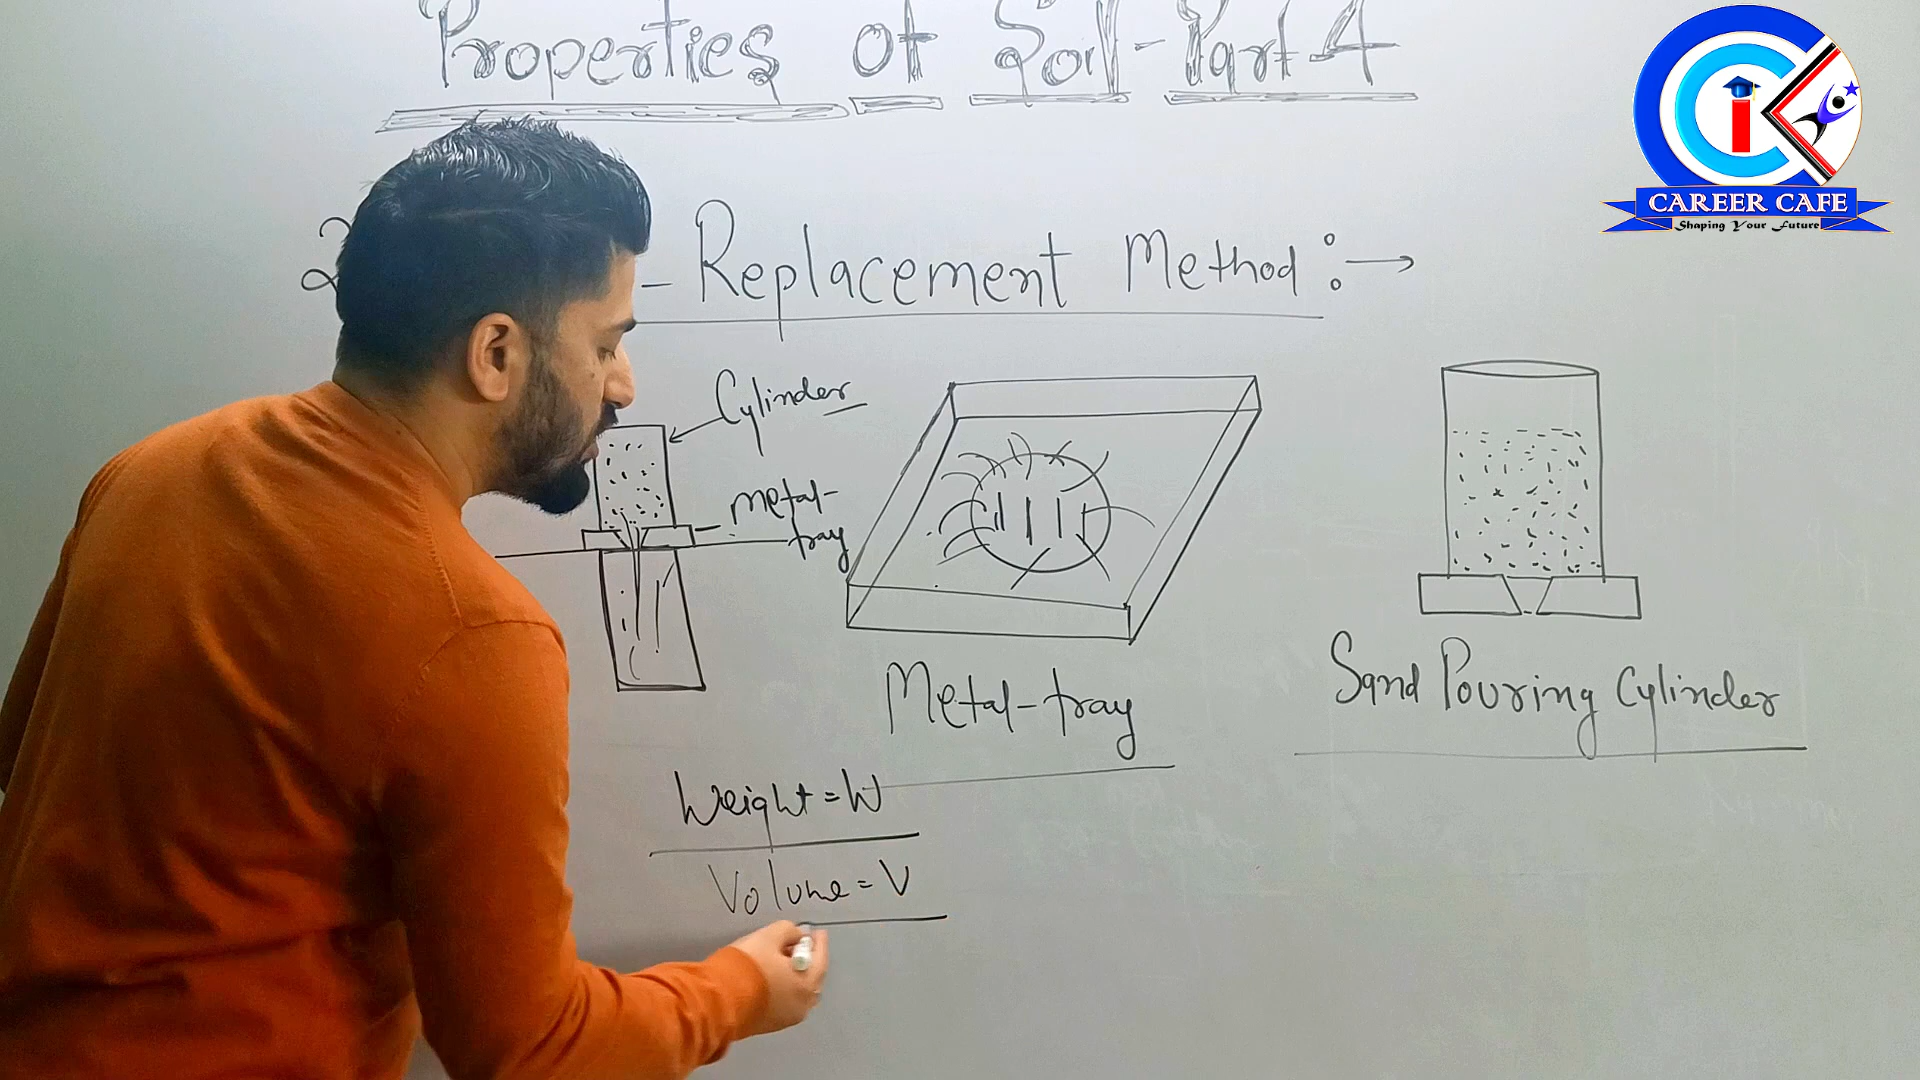 Properties of Soil-Part 4
CAREER CAFE
Shaping Your Future
- Replacement Method :→
Cylinder
Metal-
tray
Metal-tray
Sand Pouring Cylinder
Weight = W
Volume = V